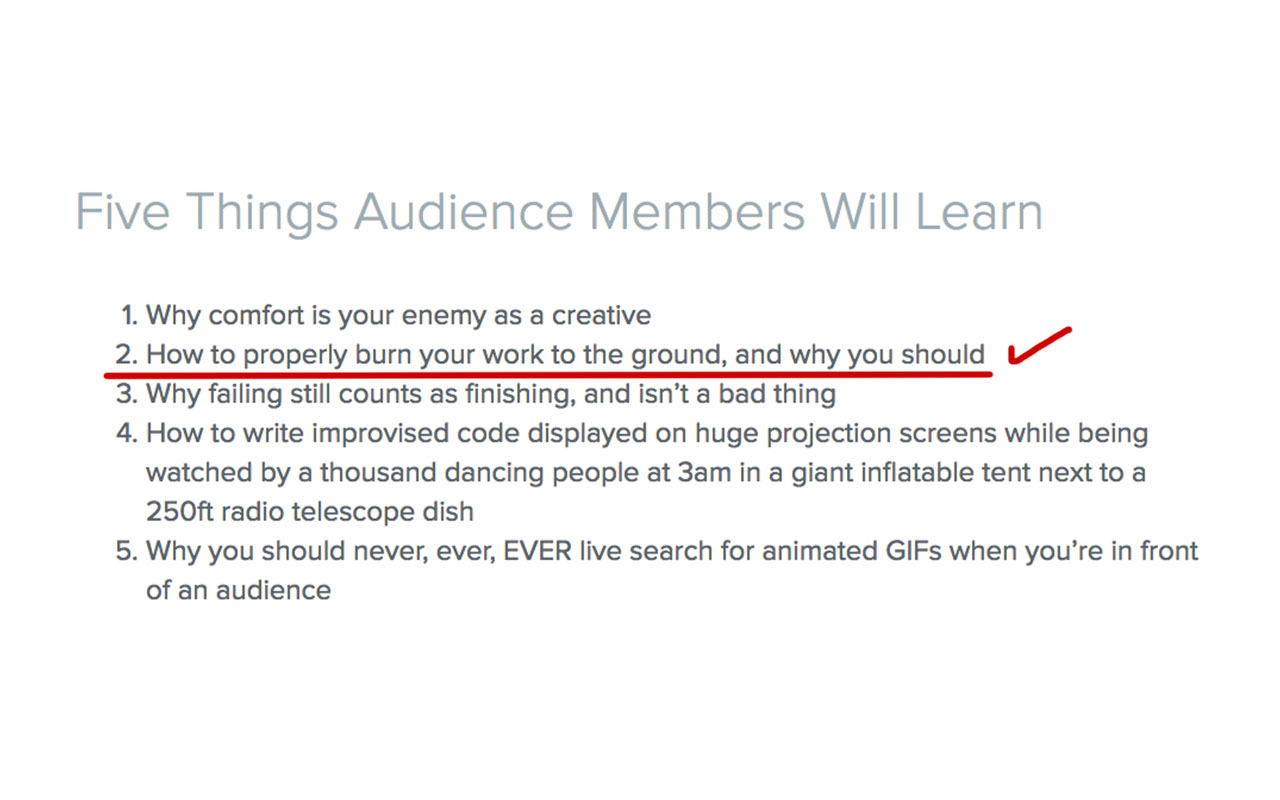 Five Things Audience Members Will Learn
1. Why comfort is your enemy as a creative
2. How to properly burn your work to the ground, and why you should
3. Why failing still counts as finishing, and isn’t a bad thing
4. How to write improvised code displayed on huge projection screens while being
watched by a thousand dancing people at 3am in a giant inflatable tent next to a
250ft radio telescope dish
5. Why you should never, ever, EVER live search for animated GIFs when you’re in front
of an audience